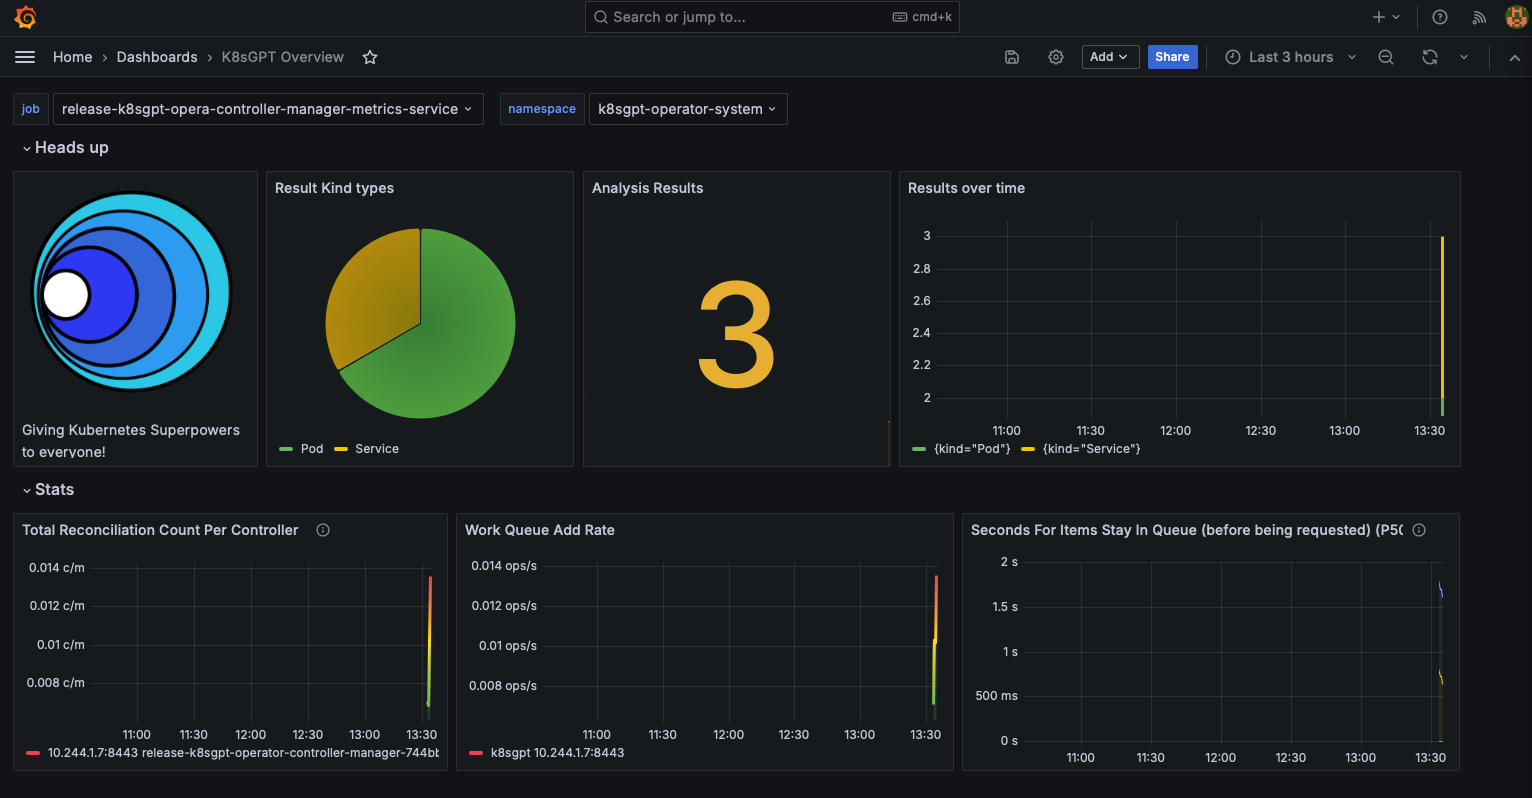 Search or jump to...
cmd+k
Home › Dashboards › K8sGPT Overview
Add
Share
Last 3 hours
job
release-k8sgpt-opera-controller-manager-metrics-service
namespace
k8sgpt-operator-system
Heads up
Giving Kubernetes Superpowers
to everyone!
Result Kind types
Pod
Service
Analysis Results
3
Results over time
3
2.8
2.6
2.4
2.2
2
11:00
11:30
12:00
12:30
13:00
13:30
{kind="Pod"}
{kind="Service"}
Stats
Total Reconciliation Count Per Controller
0.014 c/m
0.012 c/m
0.01 c/m
0.008 c/m
11:00
11:30
12:00
12:30
13:00
13:30
10.244.1.7:8443 release-k8sgpt-operator-controller-manager-744bb
Work Queue Add Rate
0.014 ops/s
0.012 ops/s
0.01 ops/s
0.008 ops/s
11:00
11:30
12:00
12:30
13:00
13:30
k8sgpt 10.244.1.7:8443
Seconds For Items Stay In Queue (before being requested) (P50
2 s
1.5 s
1 s
500 ms
0 s
11:00
11:30
12:00
12:30
13:00
13:30